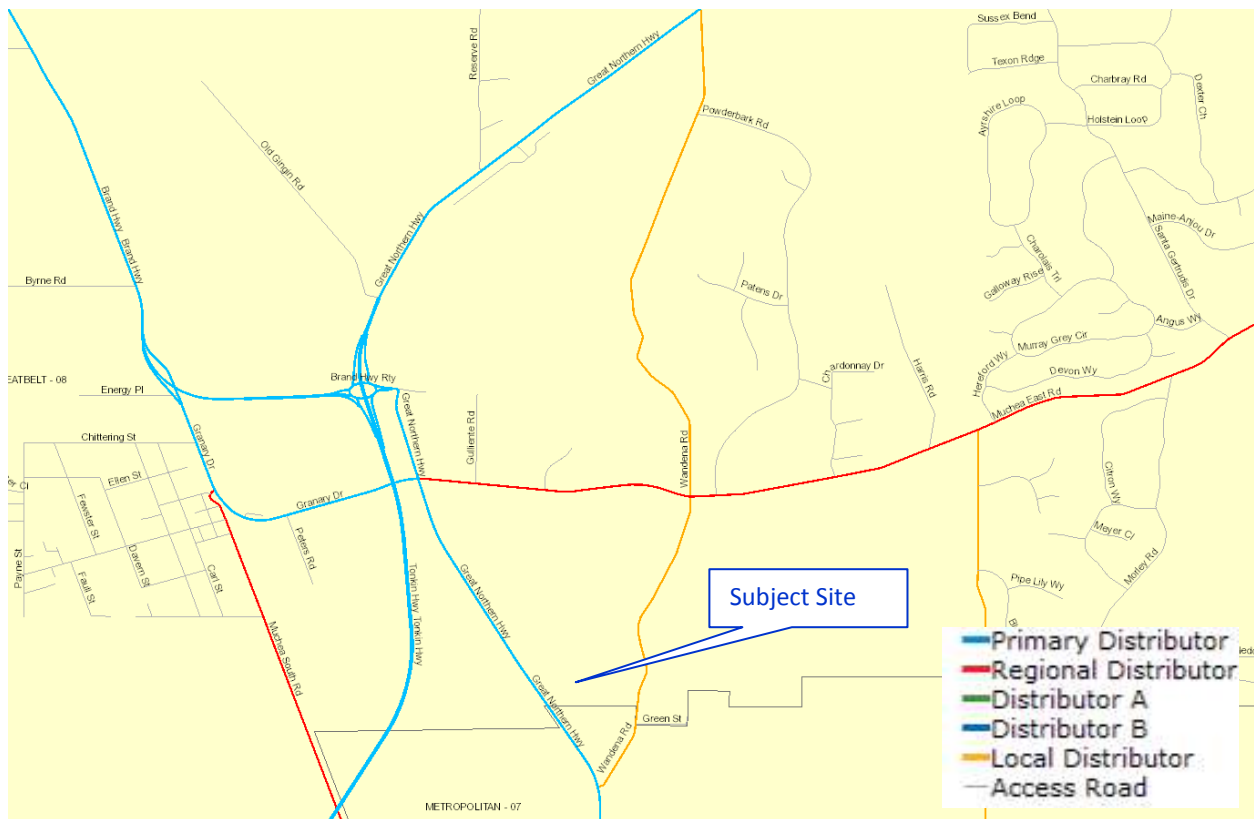 Sussex Bend
Texon Rdge
Charbray Rd
Dexter Ch
Ayrshire Loop
Holstein Loop
Reserve Rd
Great Northern Hwy
Powderbark Rd
Old Gingin Rd
Brand Hwy
Brand Hwy
Great Northern Hwy
Maine-Anjou Dr
Santa Gertrudis Dr
Charolais Trl
Galloway Rise
Byrne Rd
Patens Dr
Angus Wy
Murray Grey Cir
Hereford Wy
Devon Wy
Chardonnay Dr
Harris Rd
Muchea East Rd
EATBELT - 08
Energy Pl
Brand Hwy Rty
Great Northern Hwy
Gulliente Rd
Wandena Rd
Granary Dr
Chittering St
Cl
Ellen St
Fewster St
Granary Dr
Peters Rd
Citron Wy
Meyer Cl
Morley Rd
Payne St
Faull St
Davern St
Carl St
Pipe Lily Wy
Great Northern Hwy
Tonkin Hwy
Tonkin Hwy
Muchea South Rd
Subject Site
Great Northern Hwy
Wandena Rd
Green St
METROPOLITAN - 07
Primary Distributor
Regional Distributor
Distributor A
Distributor B
Local Distributor
Access Road